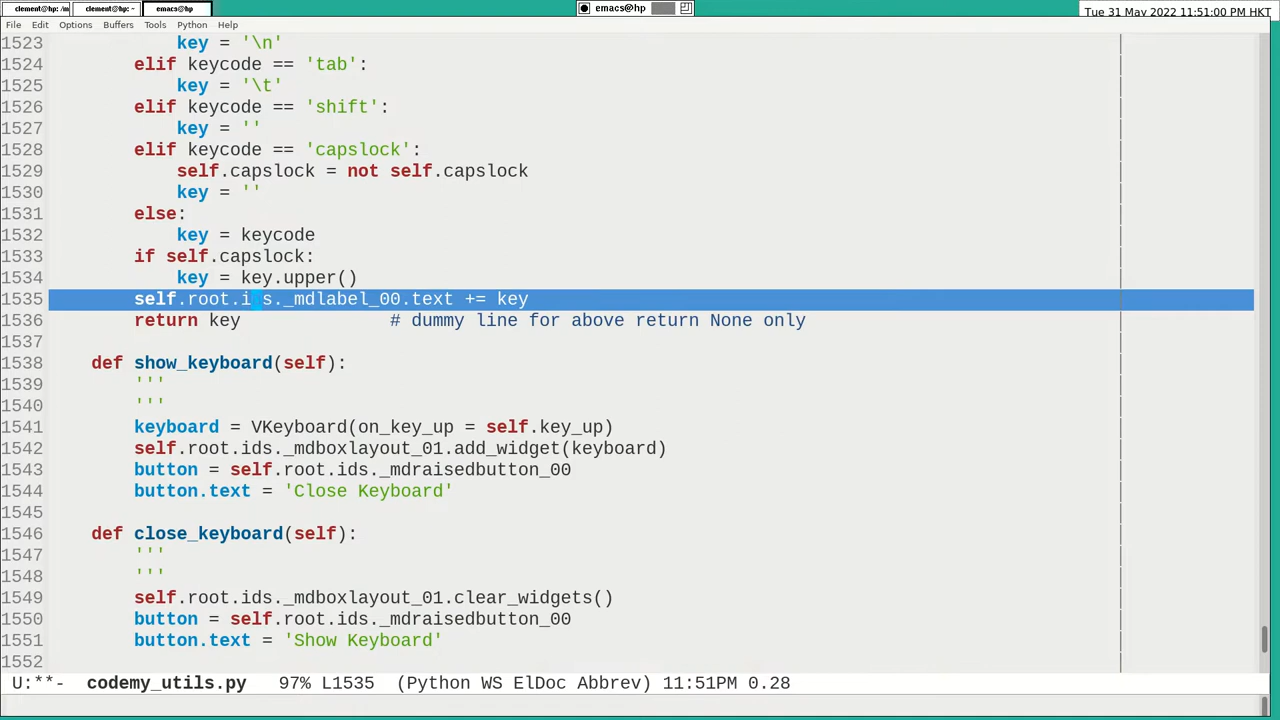 clement@hp: /m clement@hp: ~ emacs@hp emacs@hp Tue 31 May 2022 11:51:00 PM HKT
File Edit Options Buffers Tools Python Help
1523 key = '\n'
1524 elif keycode == 'tab':
1525 key = '\t'
1526 elif keycode == 'shift':
1527 key = ''
1528 elif keycode == 'capslock':
1529 self.capslock = not self.capslock
1530 key = ''
1531 else:
1532 key = keycode
1533 if self.capslock:
1534 key = key.upper()
1535 self.root.ids._mdlabel_00.text += key
1536 return key # dummy line for above return None only
1537
1538 def show_keyboard(self):
1539 '''
1540 '''
1541 keyboard = VKeyboard(on_key_up = self.key_up)
1542 self.root.ids._mdboxlayout_01.add_widget(keyboard)
1543 button = self.root.ids._mdraisedbutton_00
1544 button.text = 'Close Keyboard'
1545
1546 def close_keyboard(self):
1547 '''
1548 '''
1549 self.root.ids._mdboxlayout_01.clear_widgets()
1550 button = self.root.ids._mdraisedbutton_00
1551 button.text = 'Show Keyboard'
1552
U:**- codemy_utils.py 97% L1535 (Python WS ElDoc Abbrev) 11:51PM 0.28